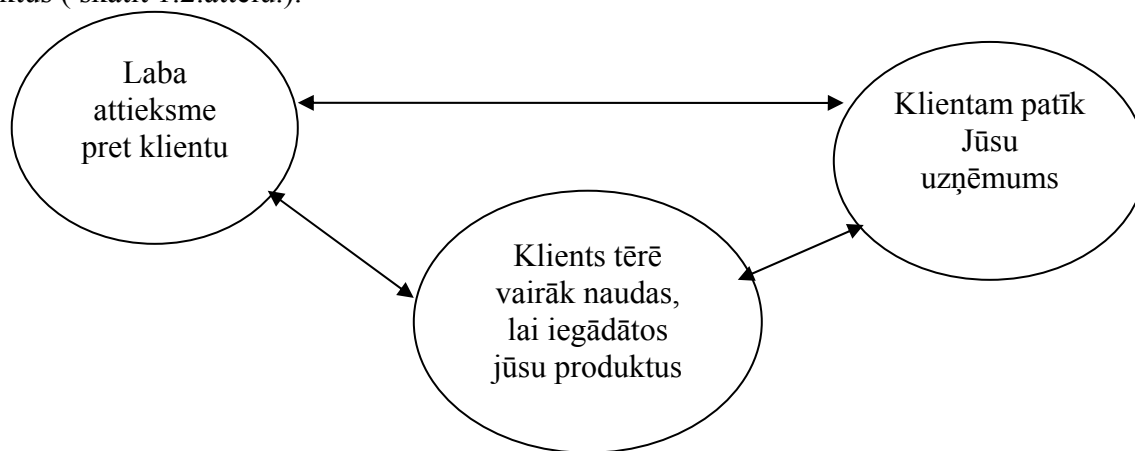 ( skatīt 1.2.attēlu.).
Laba
attieksme
pret klientu
Klientam patīk
Jūsu
uzņēmums
Klients tērē
vairāk naudas,
lai iegādātos
jūsu produktus